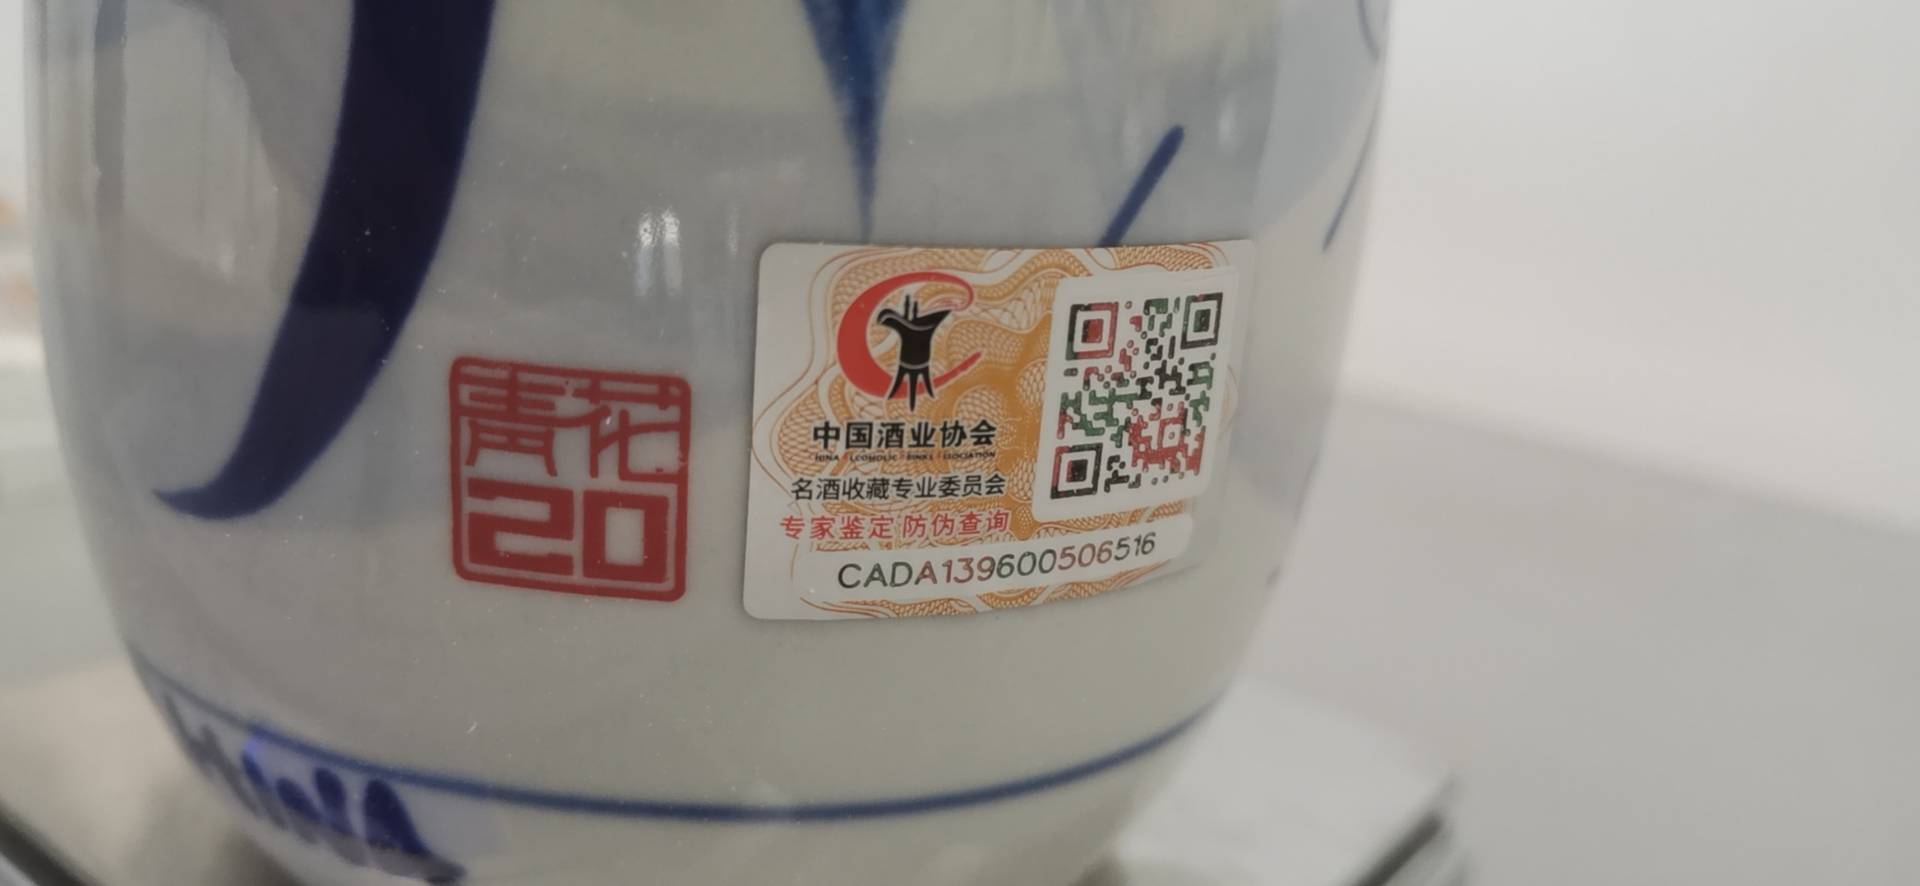 青花
20
中国酒业协会
名酒收藏专业委员会
专家鉴定 防伪查询
CADA139600506516
HINA